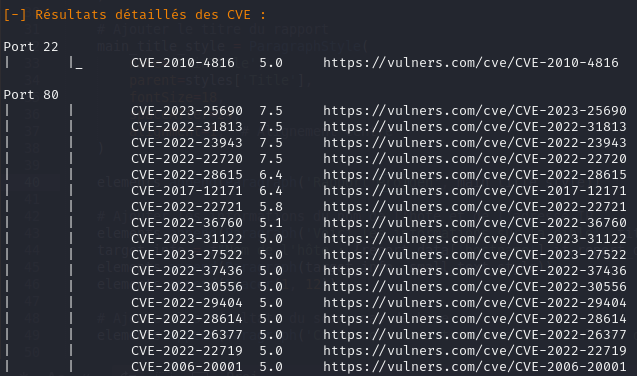 [-] Résultats détaillés des CVE :
Port 22
|       |_      CVE-2010-4816   5.0     https://vulners.com/cve/CVE-2010-4816
Port 80
|       |       CVE-2023-25690  7.5     https://vulners.com/cve/CVE-2023-25690
|       |       CVE-2022-31813  7.5     https://vulners.com/cve/CVE-2022-31813
|       |       CVE-2022-23943  7.5     https://vulners.com/cve/CVE-2022-23943
|       |       CVE-2022-22720  7.5     https://vulners.com/cve/CVE-2022-22720
|       |       CVE-2022-28615  6.4     https://vulners.com/cve/CVE-2022-28615
|       |       CVE-2017-12171  6.4     https://vulners.com/cve/CVE-2017-12171
|       |       CVE-2022-22721  5.8     https://vulners.com/cve/CVE-2022-22721
|       |       CVE-2022-36760  5.1     https://vulners.com/cve/CVE-2022-36760
|       |       CVE-2023-31122  5.0     https://vulners.com/cve/CVE-2023-31122
|       |       CVE-2023-27522  5.0     https://vulners.com/cve/CVE-2023-27522
|       |       CVE-2022-37436  5.0     https://vulners.com/cve/CVE-2022-37436
|       |       CVE-2022-30556  5.0     https://vulners.com/cve/CVE-2022-30556
|       |       CVE-2022-29404  5.0     https://vulners.com/cve/CVE-2022-29404
|       |       CVE-2022-28614  5.0     https://vulners.com/cve/CVE-2022-28614
|       |       CVE-2022-26377  5.0     https://vulners.com/cve/CVE-2022-26377
|       |       CVE-2022-22719  5.0     https://vulners.com/cve/CVE-2022-22719
|       |       CVE-2006-20001  5.0     https://vulners.com/cve/CVE-2006-20001